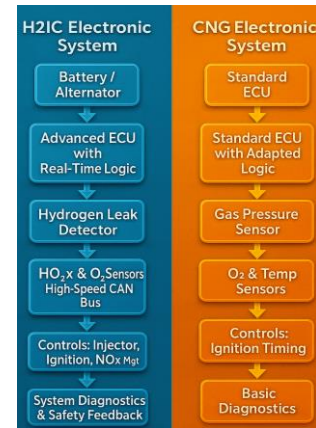 H2IC Electronic
System
Battery /
Alternator
Advanced ECU
with
Real-Time Logic
Hydrogen Leak
Detector
HO₂x & O₂Sensors
High-Speed CAN
Bus
Controls: Injector,
Ignition, NOx Mgt
System Diagnostics
& Safety Feedback
CNG Electronic
System
Standard
ECU
Standard ECU
with Adapted
Logic
Gas Pressure
Sensor
O₂ & Temp
Sensors
Controls:
Ignition Timing
Basic
Diagnostics